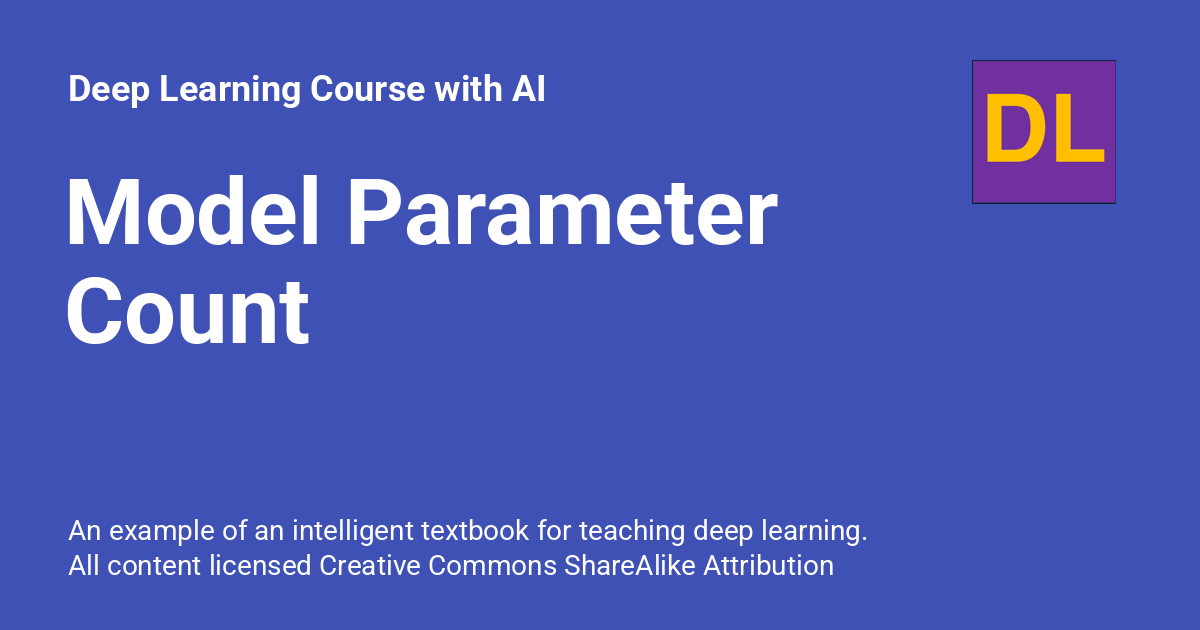 Deep Learning Course with AI
DL
Model Parameter
Count
An example of an intelligent textbook for teaching deep learning.
All content licensed Creative Commons ShareAlike Attribution